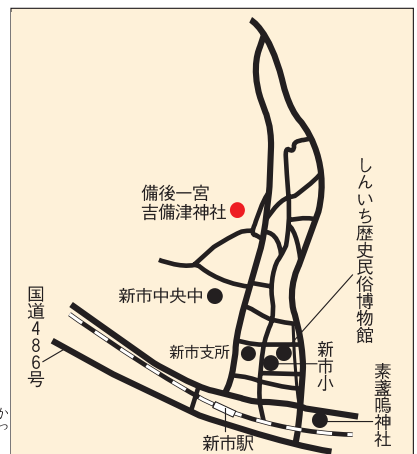 しんいち歴史民俗博物館
備後一宮
吉備津神社
新市中央中
国道486号
新市支所
新市小
素盞嗚神社
新市駅
かっ